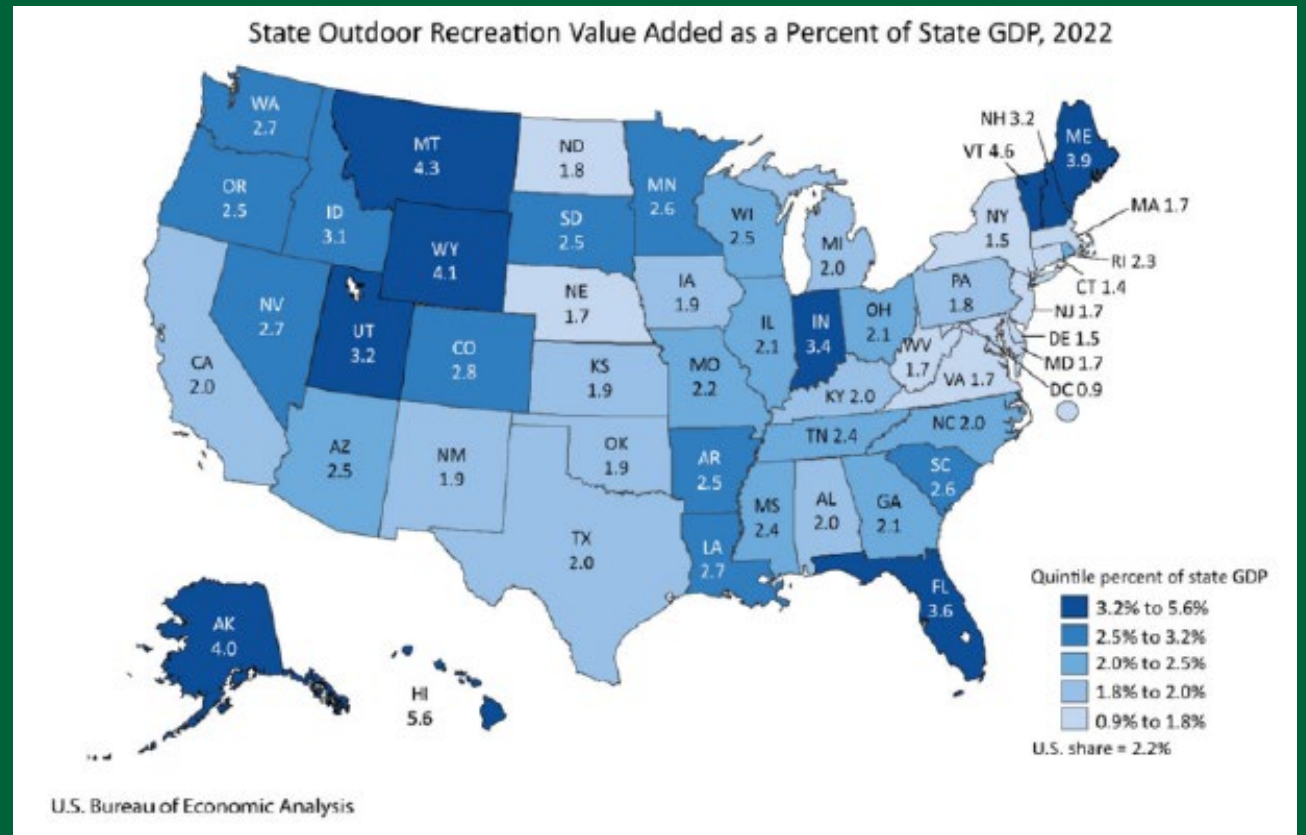 State Outdoor Recreation Value Added as a Percent of State GDP, 2022
WA
2.7
MT
4.3
ND
1.8
MN
2.6
NH 3.2
VT 4.6
ME
3.9
OR
2.5
ID
3.1
SD
2.5
WI
2.5
MI
2.0
NY
1.5
MA 1.7
RI 2.3
CT 1.4
WY
4.1
NE
1.7
IA
1.9
PA
1.8
NJ 1.7
DE 1.5
MD 1.7
DC 0.9
NV
2.7
UT
3.2
CO
2.8
IL
2.1
IN
3.4
OH
2.1
WV
1.7
VA 1.7
CA
2.0
KS
1.9
MO
2.2
KY 2.0
AZ
2.5
NM
1.9
OK
1.9
AR
2.5
TN 2.4
NC 2.0
SC
2.6
TX
2.0
LA
2.7
MS
2.4
AL
2.0
GA
2.1
FL
3.6
AK
4.0
HI
5.6
Quintile percent of state GDP
3.2% to 5.6%
2.5% to 3.2%
2.0% to 2.5%
1.8% to 2.0%
0.9% to 1.8%
U.S. share = 2.2%
U.S. Bureau of Economic Analysis